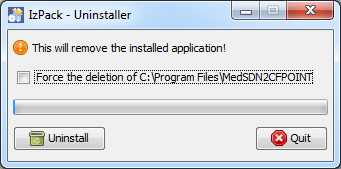 IzPack - Uninstaller
This will remove the installed application!
Force the deletion of C:\Program Files\MedSDN2CFPOINT
Uninstall
Quit